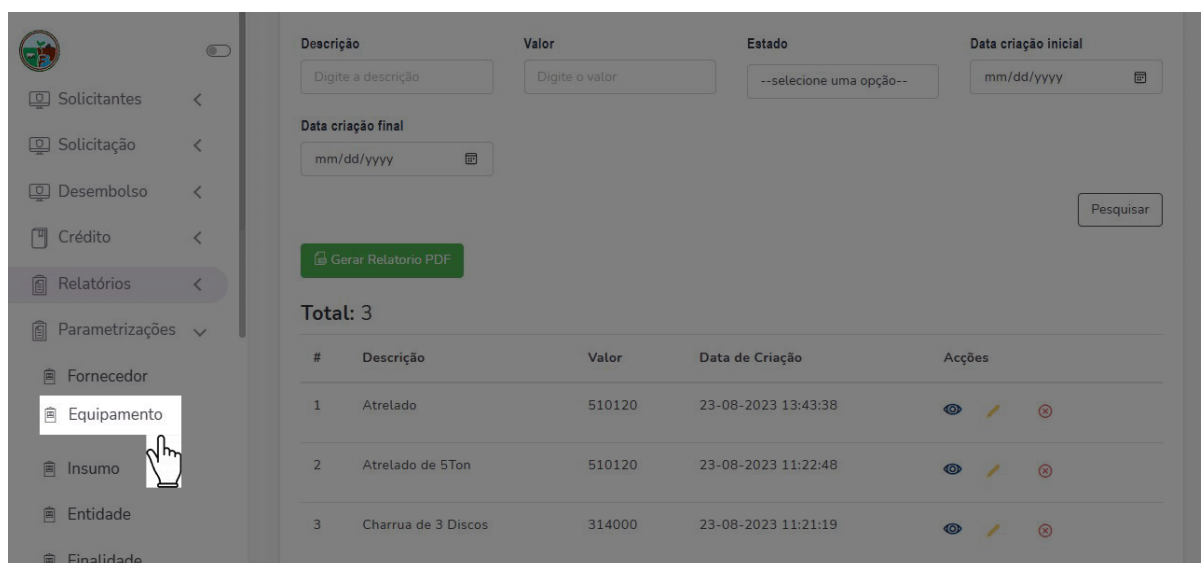 Solicitantes
Solicitação
Desembolso
Crédito
Relatórios
Parametrizações
Fornecedor
Equipamento
Insumo
Entidade
Finalidade
Descrição Valor Estado Data criação inicial
Digite a descrição Digite o valor --selecione uma opção-- mm/dd/yyyy
Data criação final
mm/dd/yyyy
Pesquisar
Gerar Relatorio PDF
Total: 3
# Descrição Valor Data de Criação Acções
1 Atrelado 510120 23-08-2023 13:43:38
2 Atrelado de 5Ton 510120 23-08-2023 11:22:48
3 Charrua de 3 Discos 314000 23-08-2023 11:21:19